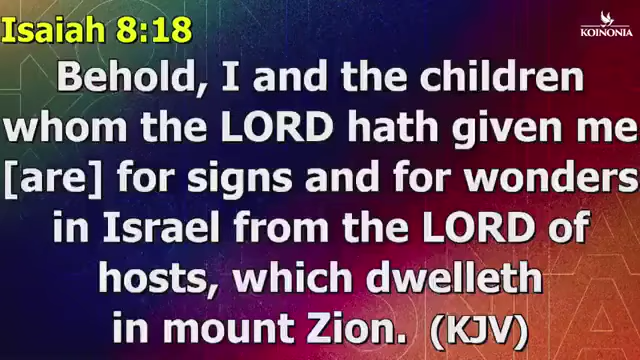 Isaiah 8:18
KOINONIA
Behold, I and the children
whom the LORD hath given me
[are] for signs and for wonders
in Israel from the LORD of
hosts, which dwelleth
in mount Zion. (KJV)